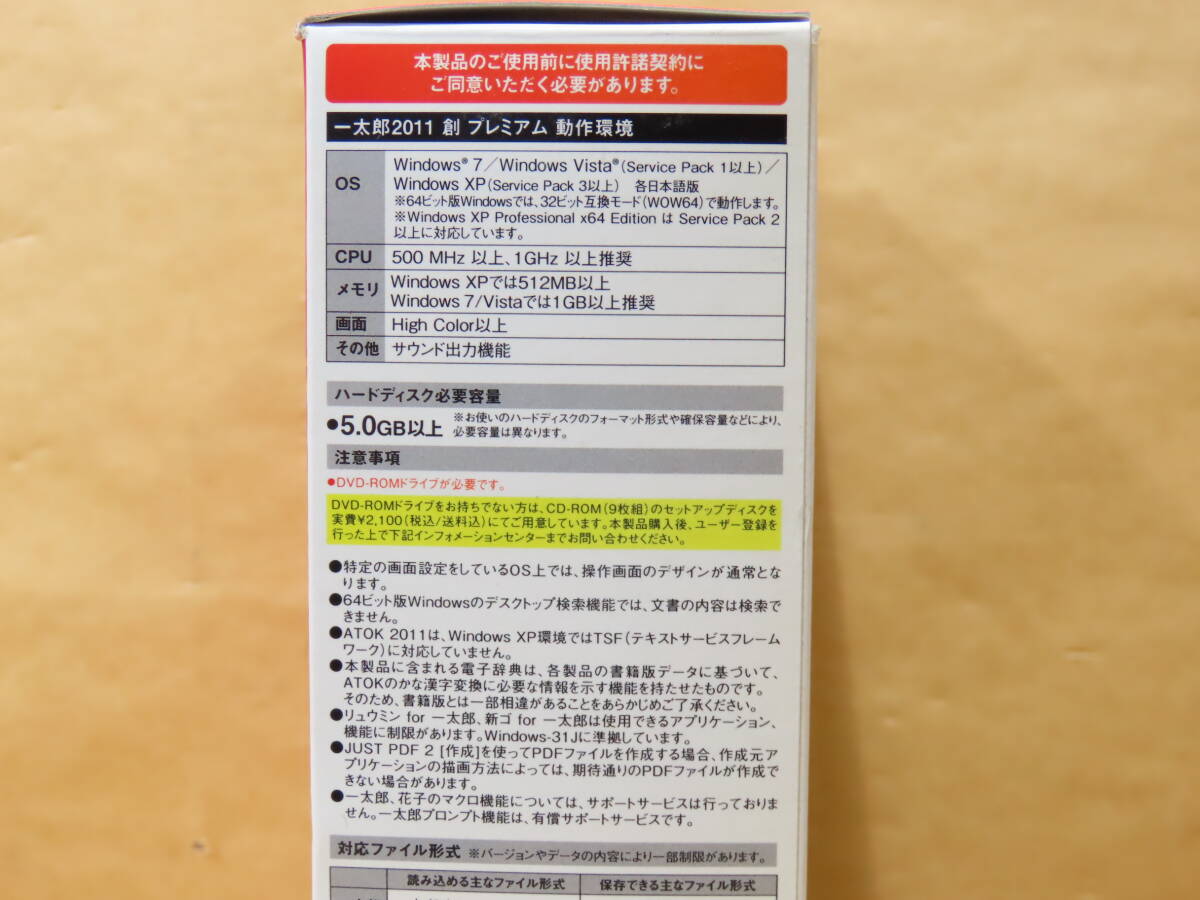 本製品のご使用前に使用許諾契約に
ご同意いただく必要があります。
一太郎2011 創 プレミアム 動作環境
OS
Windows® 7／Windows Vista®(Service Pack 1以上)／
Windows XP(Service Pack 3以上) 各日本語版
※64ビット版Windowsでは、32ビット互換モード(WOW64)で動作します。
※Windows XP Professional x64 Edition は Service Pack 2
以上に対応しています。
CPU 500 MHz 以上、1GHz 以上推奨
メモリ
Windows XPでは512MB以上
Windows 7/Vistaでは1GB以上推奨
画面 High Color以上
その他 サウンド出力機能
ハードディスク必要容量
●5.0GB以上
※お使いのハードディスクのフォーマット形式や確保容量などにより、
必要容量は異なります。
注意事項
●DVD-ROMドライブが必要です。
DVD-ROMドライブをお持ちでない方は、CD-ROM(9枚組)のセットアップディスクを
実費¥2,100(税込/送料込)にてご用意しています。本製品購入後、ユーザー登録を
行った上で下記インフォメーションセンターまでお問い合わせください。
●特定の画面設定をしているOS上では、操作画面のデザインが通常とな
ります。
●64ビット版Windowsのデスクトップ検索機能では、文書の内容は検索で
きません。
●ATOK 2011は、Windows XP環境ではTSF(テキストサービスフレーム
ワーク)に対応していません。
●本製品に含まれる電子辞典は、各製品の書籍版データに基づいて、
ATOKのかな漢字変換に必要な情報を示す機能を持たせたものです。
そのため、書籍版とは一部相違があることをあらかじめご了承ください。
●リュウミン for 一太郎、新ゴ for 一太郎は使用できるアプリケーション、
機能に制限があります。Windows-31Jに準拠しています。
●JUST PDF 2 [作成]を使ってPDFファイルを作成する場合、作成元ア
プリケーションの描画方法によっては、期待通りのPDFファイルが作成で
きない場合があります。
●一太郎、花子のマクロ機能については、サポートサービスは行っておりま
せん。一太郎プロンプト機能は、有償サポートサービスです。
対応ファイル形式 ※バージョンやデータの内容により一部制限があります。
読み込める主なファイル形式 保存できる主なファイル形式